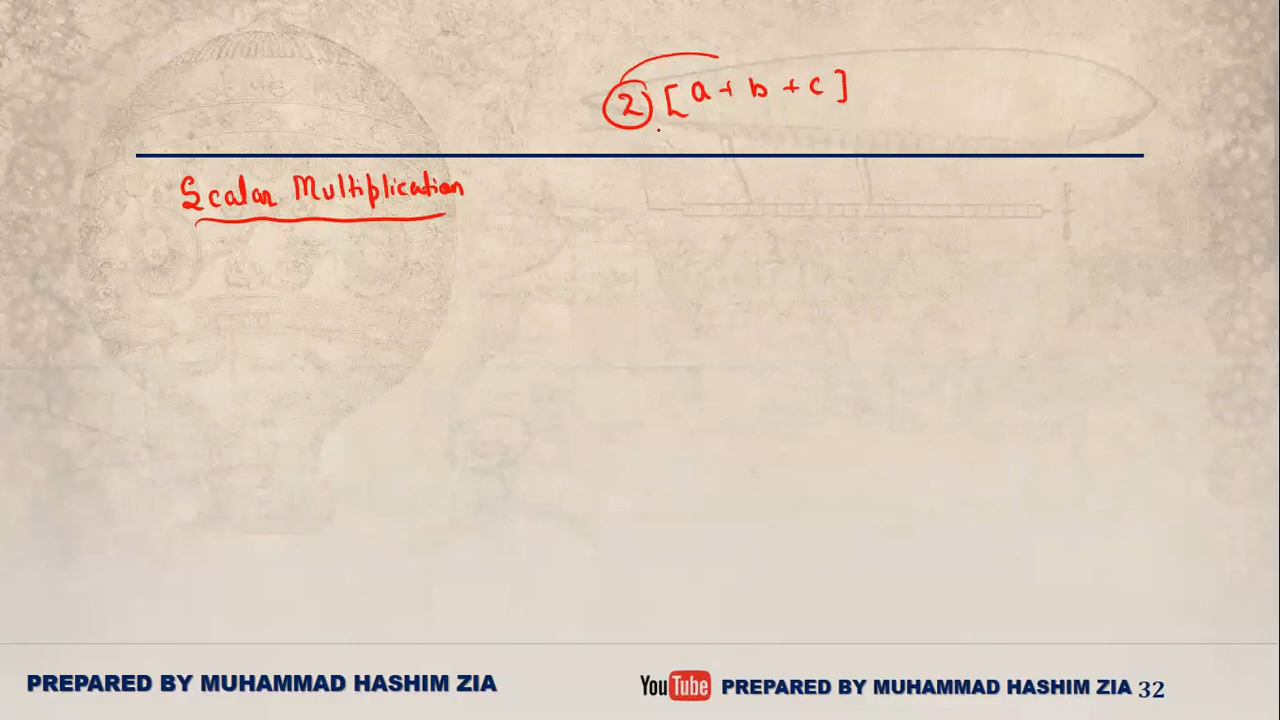 2 [a + b + c]
Scalar Multiplication
PREPARED BY MUHAMMAD HASHIM ZIA
YouTube PREPARED BY MUHAMMAD HASHIM ZIA 32